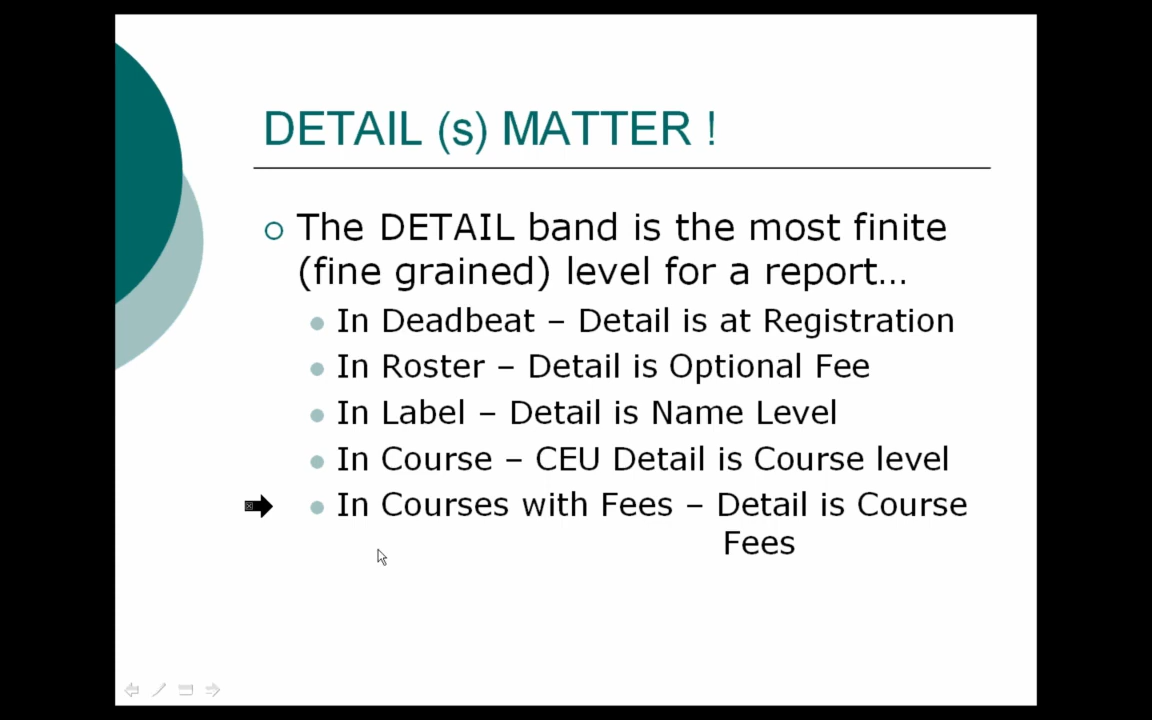 DETAIL (s) MATTER !
The DETAIL band is the most finite
(fine grained) level for a report…
In Deadbeat – Detail is at Registration
In Roster – Detail is Optional Fee
In Label – Detail is Name Level
In Course – CEU Detail is Course level
In Courses with Fees – Detail is Course
Fees